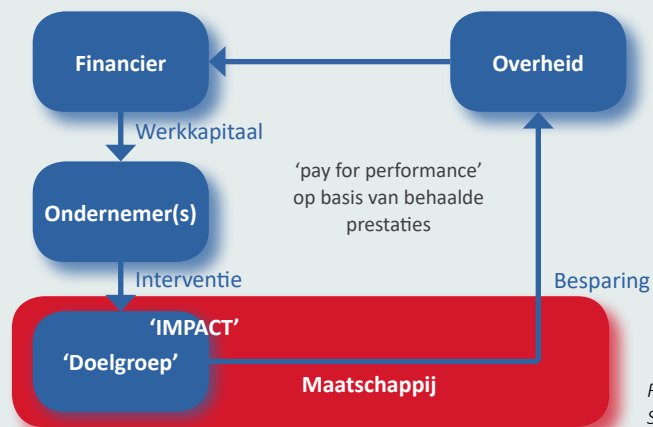 Financier
Overheid
Werkkapitaal
‘pay for performance’
op basis van behaalde
prestaties
Ondernemer(s)
Interventie
Besparing
‘IMPACT’
‘Doelgroep’
Maatschappij